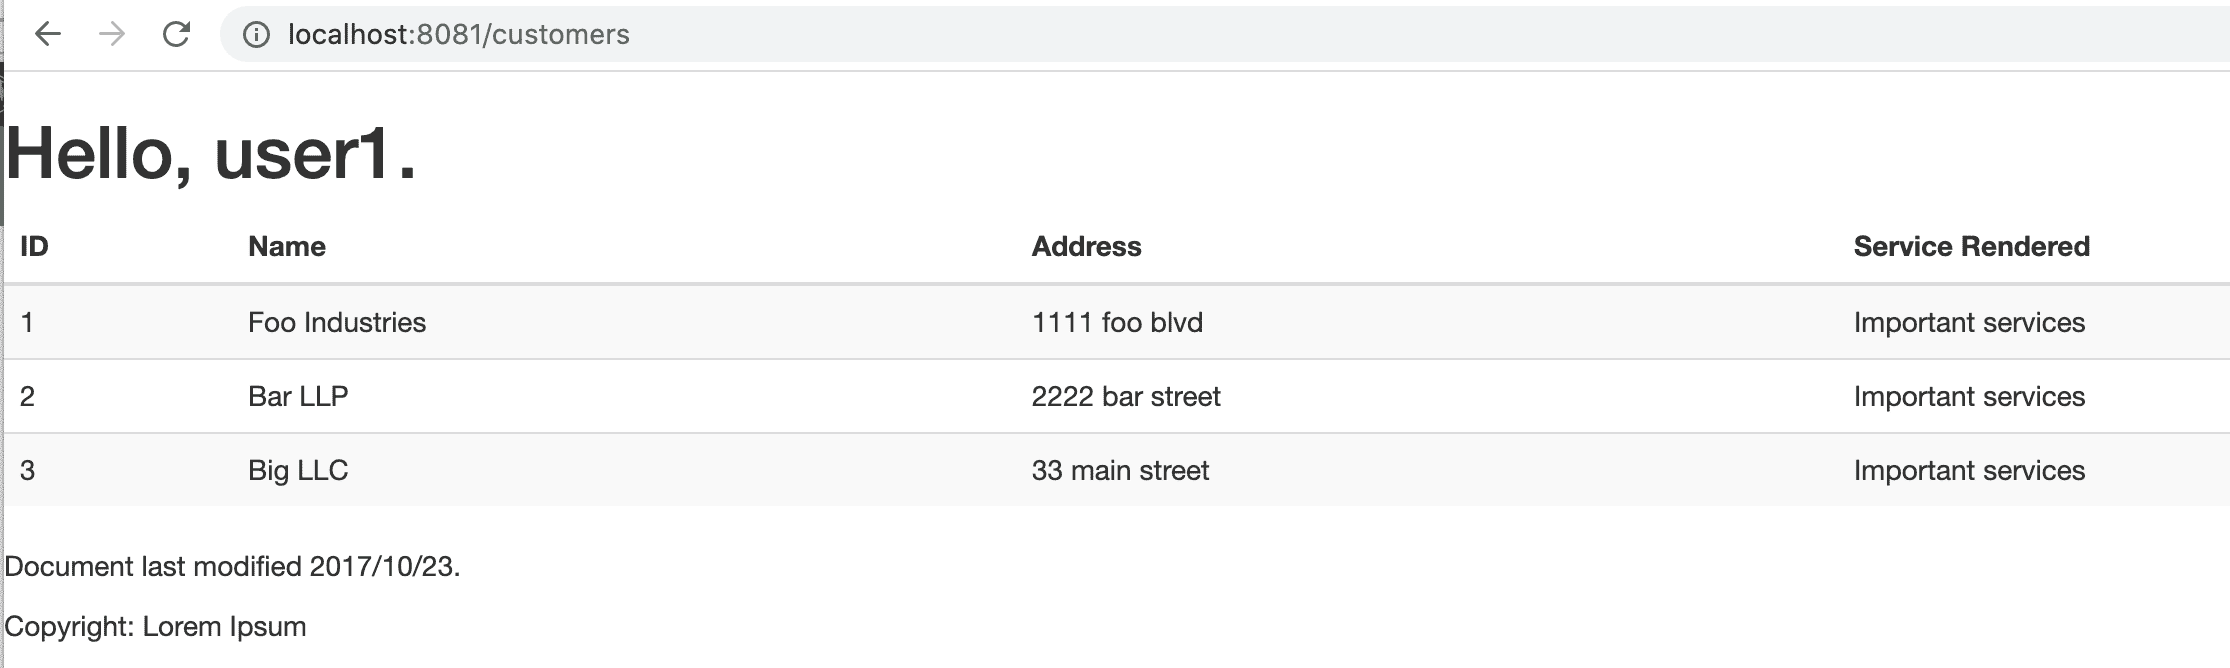 localhost:8081/customers
Hello, user1.
ID Name Address Service Rendered
1 Foo Industries 1111 foo blvd Important services
2 Bar LLP 2222 bar street Important services
3 Big LLC 33 main street Important services
Document last modified 2017/10/23.
Copyright: Lorem Ipsum